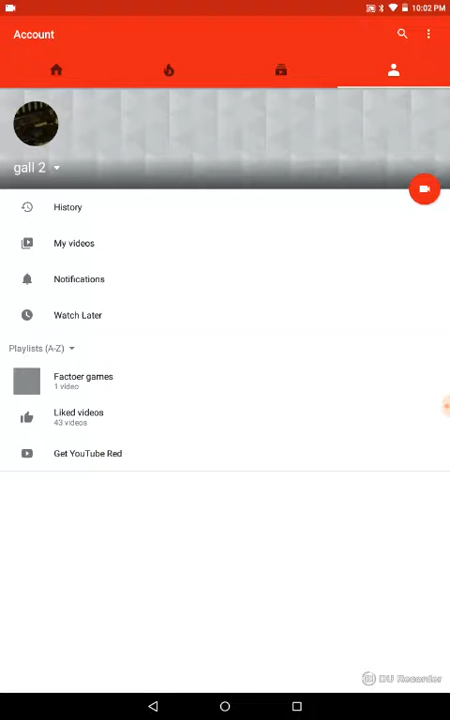 10:02 PM
Account
gall 2
History
My videos
Notifications
Watch Later
Playlists (A-Z)
Factoer games
1 video
Liked videos
43 videos
Get YouTube Red
DU Recorder